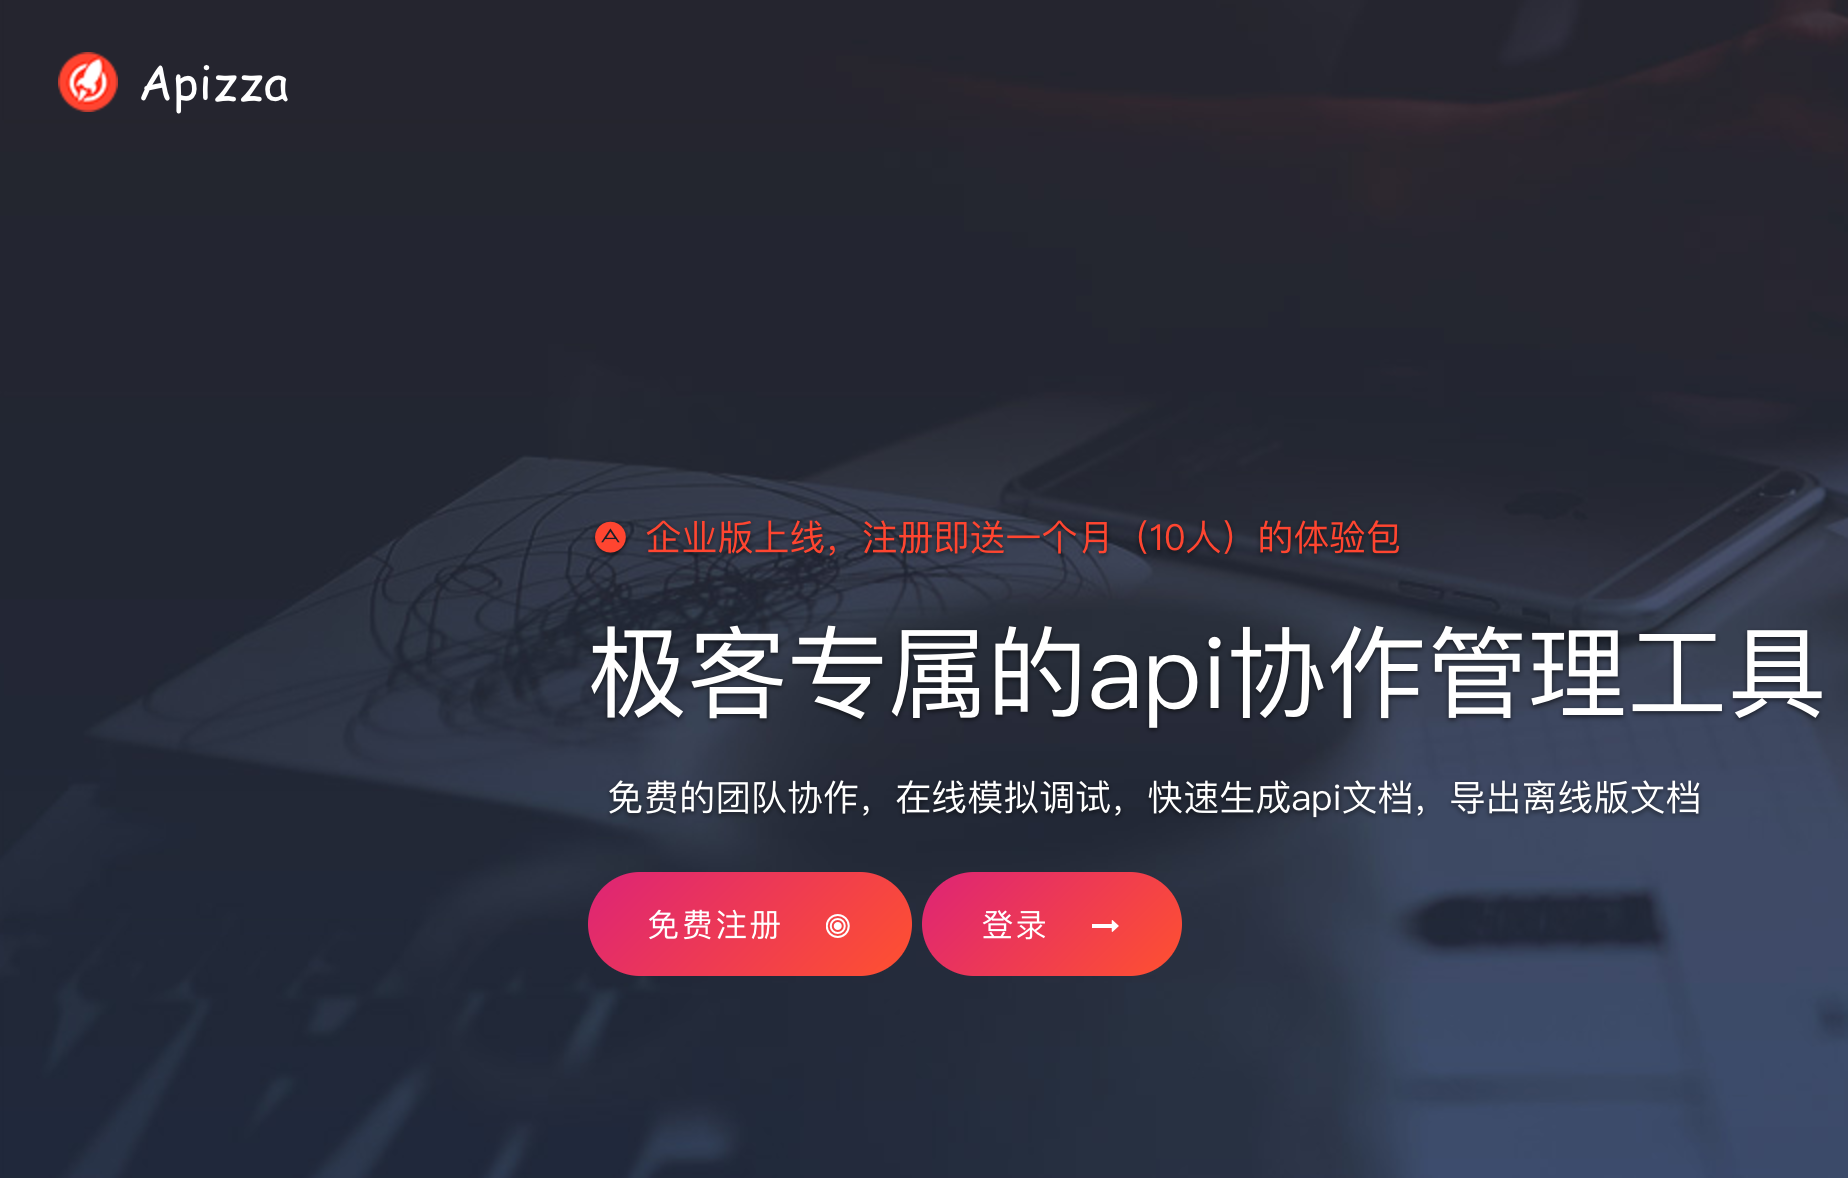 Apizza
企业版上线，注册即送一个月（10人）的体验包
极客专属的api协作管理工具
免费的团队协作，在线模拟调试，快速生成api文档，导出离线版文档
免费注册 登录